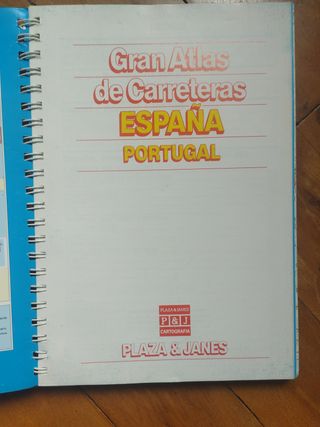 Gran Atlas
de Carreteras
ESPAÑA
PORTUGAL
PLAZA & JANES
P&J
CARTOGRAFIA
PLAZA & JANES